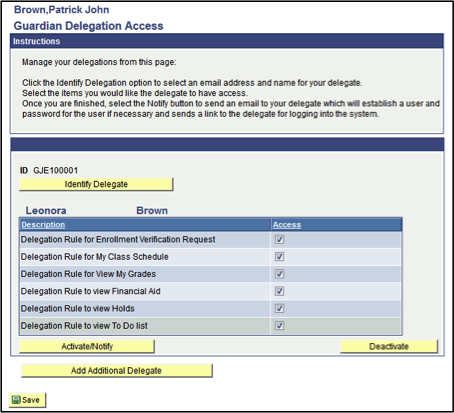 Brown,Patrick John
Guardian Delegation Access
Instructions
Manage your delegations from this page:
Click the Identify Delegation option to select an email address and name for your delegate.
Select the items you would like the delegate to have access.
Once you are finished, select the Notify button to send an email to your delegate which will establish a user and
password for the user if necessary and sends a link to the delegate for logging into the system.
ID GJE100001
Identify Delegate
Leonora Brown
Description Access
Delegation Rule for Enrollment Verification Request
Delegation Rule for My Class Schedule
Delegation Rule for View My Grades
Delegation Rule to view Financial Aid
Delegation Rule to view Holds
Delegation Rule to view To Do list
Activate/Notify Deactivate
Add Additional Delegate
Save